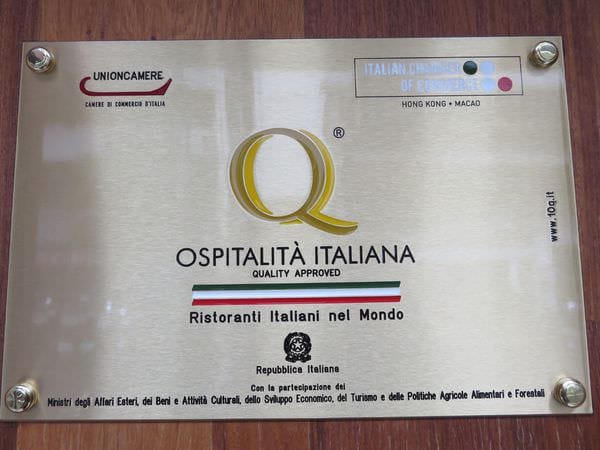 UNIONCAMERE
CAMERE DI COMMERCIO D'ITALIA
ITALIAN CHAMBER
OF COMMERCE
HONG KONG • MACAO
Q®
www.10q.it
OSPITALITÀ ITALIANA
QUALITY APPROVED
Ristoranti Italiani nel Mondo
Repubblica Italiana
Con la partecipazione dei
Ministri degli Affari Esteri, dei Beni e Attività Culturali, dello Sviluppo Economico, del Turismo e delle Politiche Agricole Alimentari e Forestali